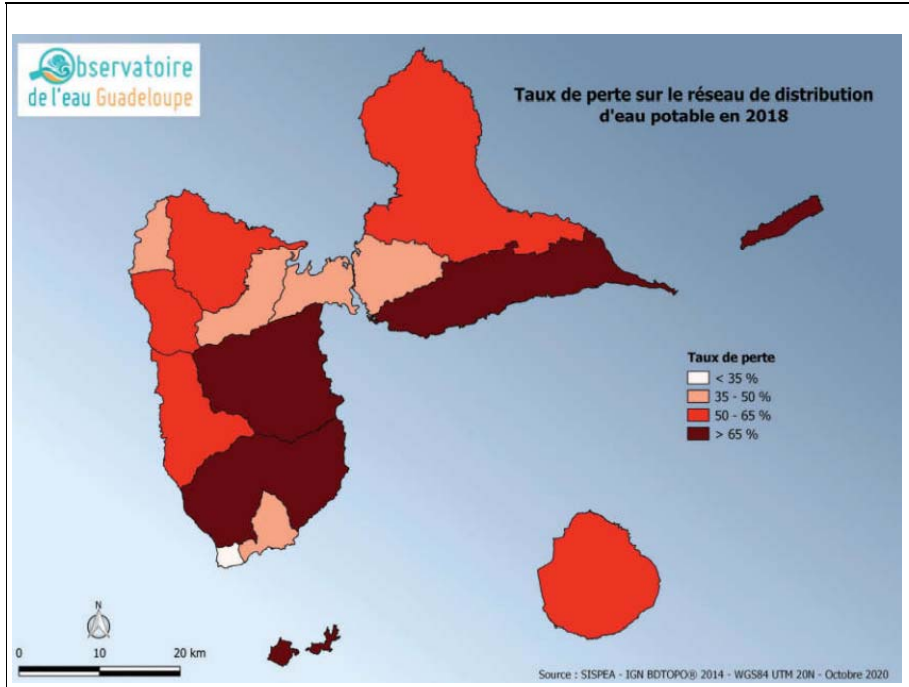 Observatoire
de l'eau Guadeloupe
Taux de perte sur le réseau de distribution
d'eau potable en 2018
Taux de perte
< 35 %
35 - 50 %
50 - 65 %
> 65 %
N
0 10 20 km
Source : SISPEA - IGN BDTOPO® 2014 - WGS84 UTM 20N - Octobre 2020